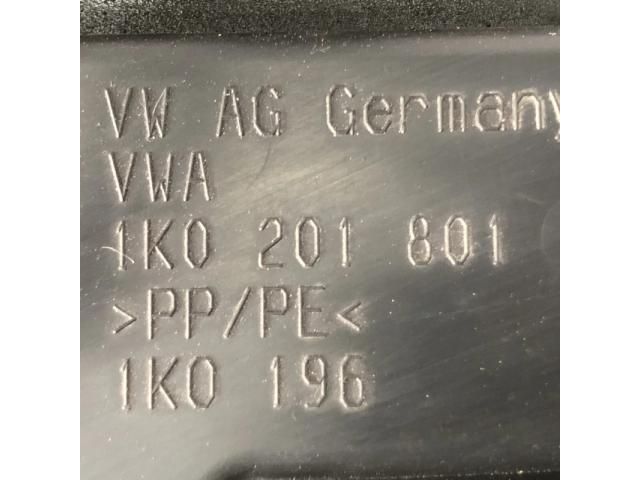 VW AG Germany
VWA
1K0 201 801
>PP/PE<
1K0 196